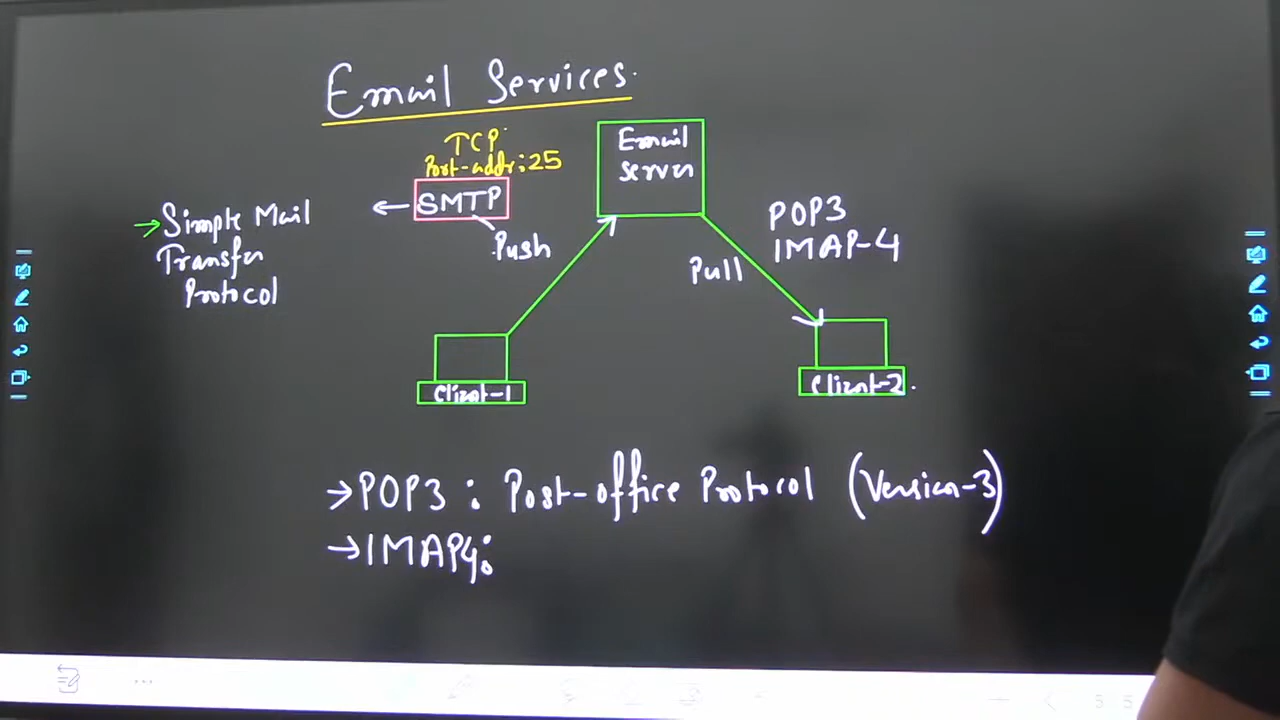 Email Services.
TCP
Port-addr:25
SMTP
Push
Simple Mail
Transfer
Protocol
Email
server
POP3
IMAP-4
Pull
Client-1
Client-2.
→POP3 : Post-office Protocol (Version-3)
→IMAP4: